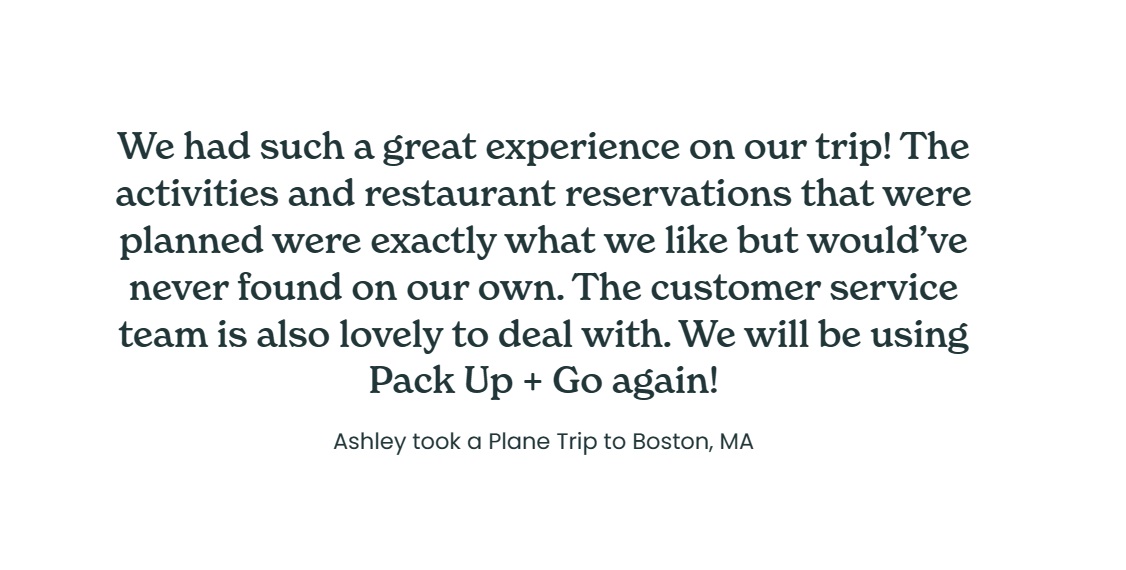 We had such a great experience on our trip! The
activities and restaurant reservations that were
planned were exactly what we like but would’ve
never found on our own. The customer service
team is also lovely to deal with. We will be using
Pack Up + Go again!
Ashley took a Plane Trip to Boston, MA